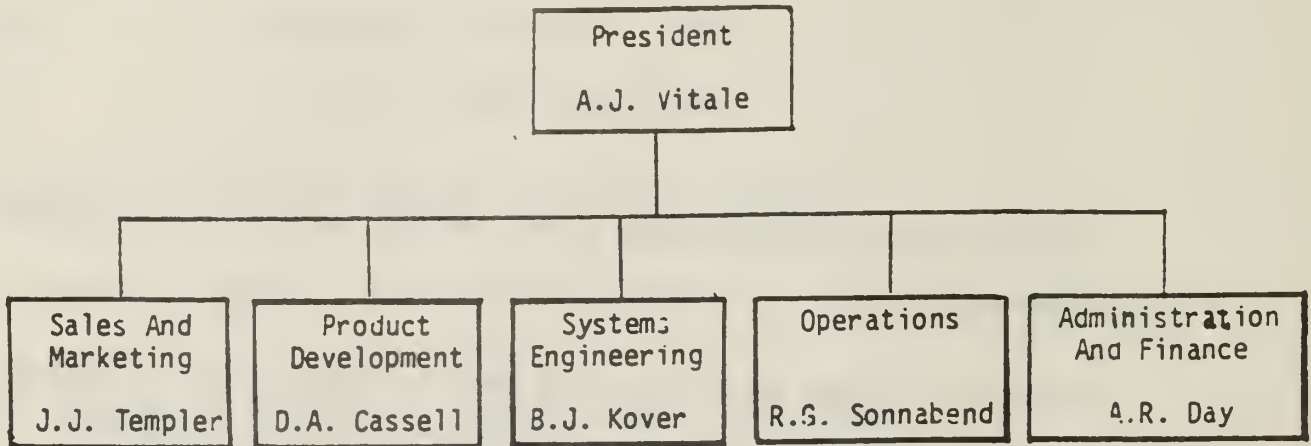 President
A.J. Vitale
Sales And
Marketing
J.J. Templer
Product
Development
D.A. Cassell
Systems
Engineering
B.J. Kover
Operations
R.G. Sonnabend
Administration
And Finance
A.R. Day